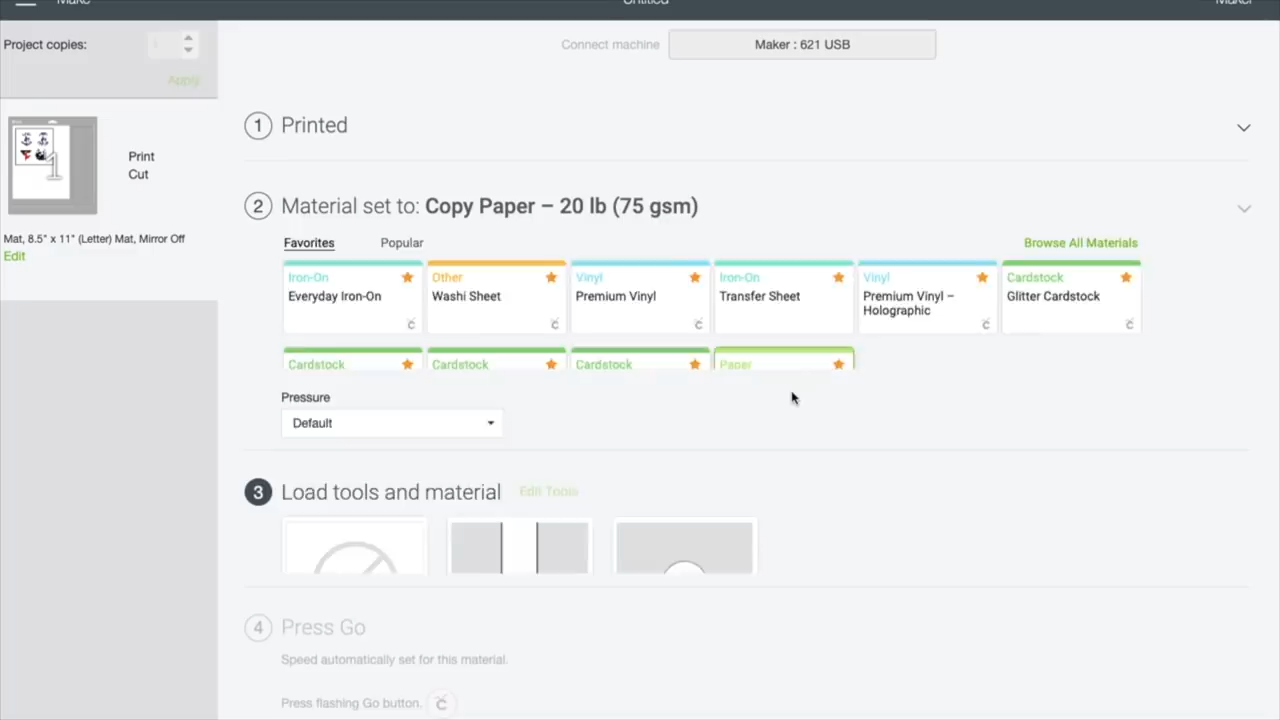 Make
Untitled
Maker
Project copies:
Apply
Connect machine
Maker : 621 USB
1
Printed
Print
Cut
Mat, 8.5" x 11" (Letter) Mat, Mirror Off
Edit
2
Material set to: Copy Paper – 20 lb (75 gsm)
Favorites
Popular
Browse All Materials
Iron-On
Everyday Iron-On
Other
Washi Sheet
Vinyl
Premium Vinyl
Iron-On
Transfer Sheet
Vinyl
Premium Vinyl –
Holographic
Cardstock
Glitter Cardstock
Cardstock
Cardstock
Cardstock
Paper
Pressure
Default
3
Load tools and material
Edit Tools
4
Press Go
Speed automatically set for this material.
Press flashing Go button.